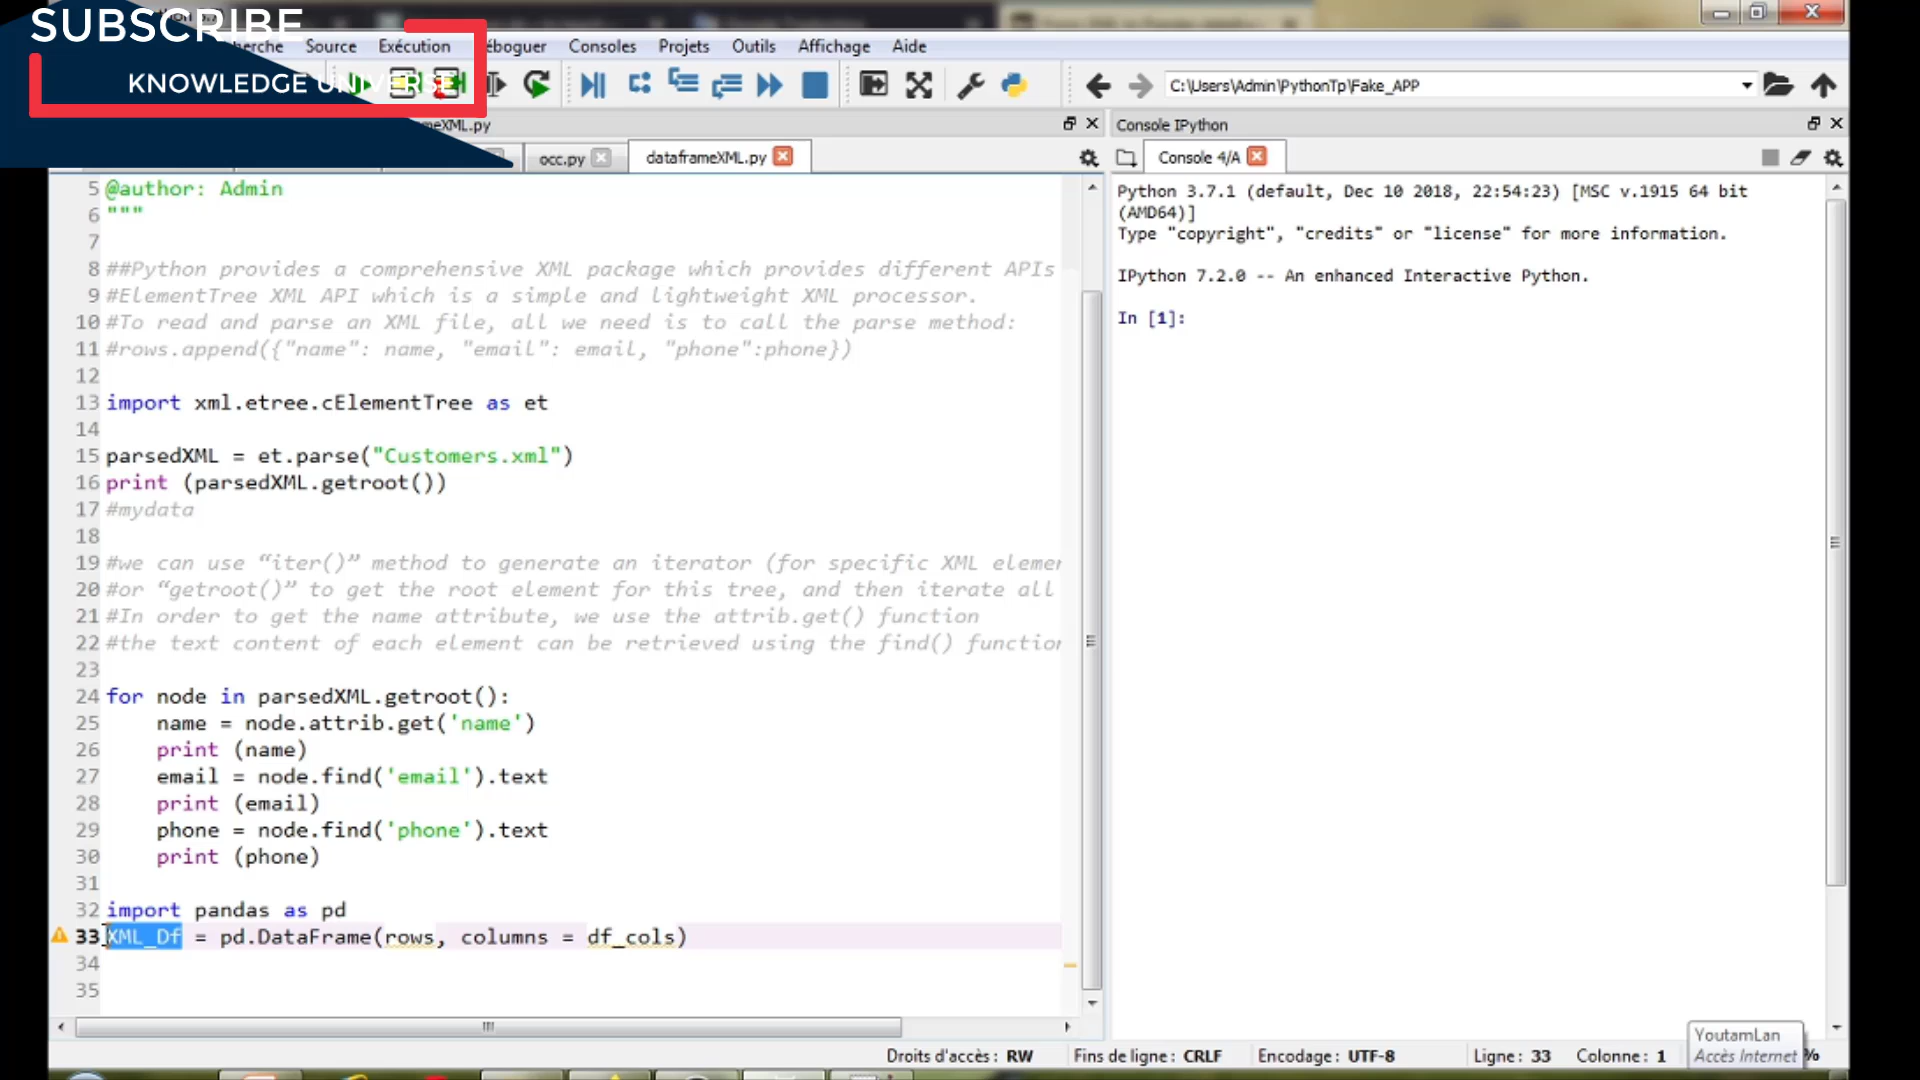 SUBSCRIBE
KNOWLEDGE UNIVERSE
Source Exécution Consoles Projets Outils Affichage Aide
C:\Users\Admin\PythonTp\Fake_APP
Console IPython
occ.py
dataframeXML.py
Console 4/A
5 @author: Admin
6 """
7
8 ##Python provides a comprehensive XML package which provides different APIs
9 #ElementTree XML API which is a simple and lightweight XML processor.
10 #To read and parse an XML file, all we need is to call the parse method:
11 #rows.append({"name": name, "email": email, "phone":phone})
12
13 import xml.etree.cElementTree as et
14
15 parsedXML = et.parse("Customers.xml")
16 print (parsedXML.getroot())
17 #mydata
18
19 #we can use “iter()” method to generate an iterator (for specific XML elemen
20 #or “getroot()” to get the root element for this tree, and then iterate all
21 #In order to get the name attribute, we use the attrib.get() function
22 #the text content of each element can be retrieved using the find() function
23
24 for node in parsedXML.getroot():
25 name = node.attrib.get('name')
26 print (name)
27 email = node.find('email').text
28 print (email)
29 phone = node.find('phone').text
30 print (phone)
31
32 import pandas as pd
33 XML_Df = pd.DataFrame(rows, columns = df_cols)
34
35
Python 3.7.1 (default, Dec 10 2018, 22:54:23) [MSC v.1915 64 bit
(AMD64)]
Type "copyright", "credits" or "license" for more information.
IPython 7.2.0 -- An enhanced Interactive Python.
In [1]:
YoutamLan
Accès Internet
Droits d'accès : RW Fins de ligne : CRLF Encodage : UTF-8 Ligne : 33 Colonne : 1 %